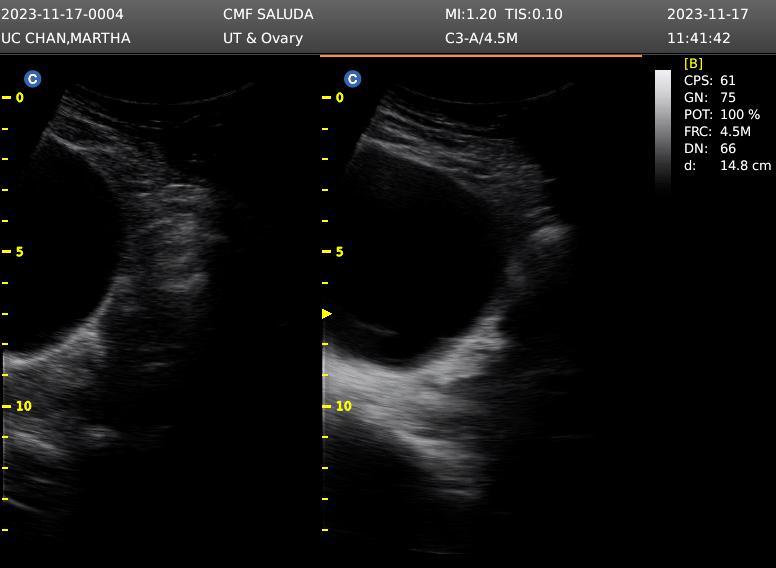 2023-11-17-0004 CMF SALUDA MI:1.20 TIS:0.10 2023-11-17
UC CHAN,MARTHA UT & Ovary C3-A/4.5M 11:41:42
C C
0 0
5 5
10 10
[B]
CPS: 61
GN: 75
POT: 100 %
FRC: 4.5M
DN: 66
d: 14.8 cm